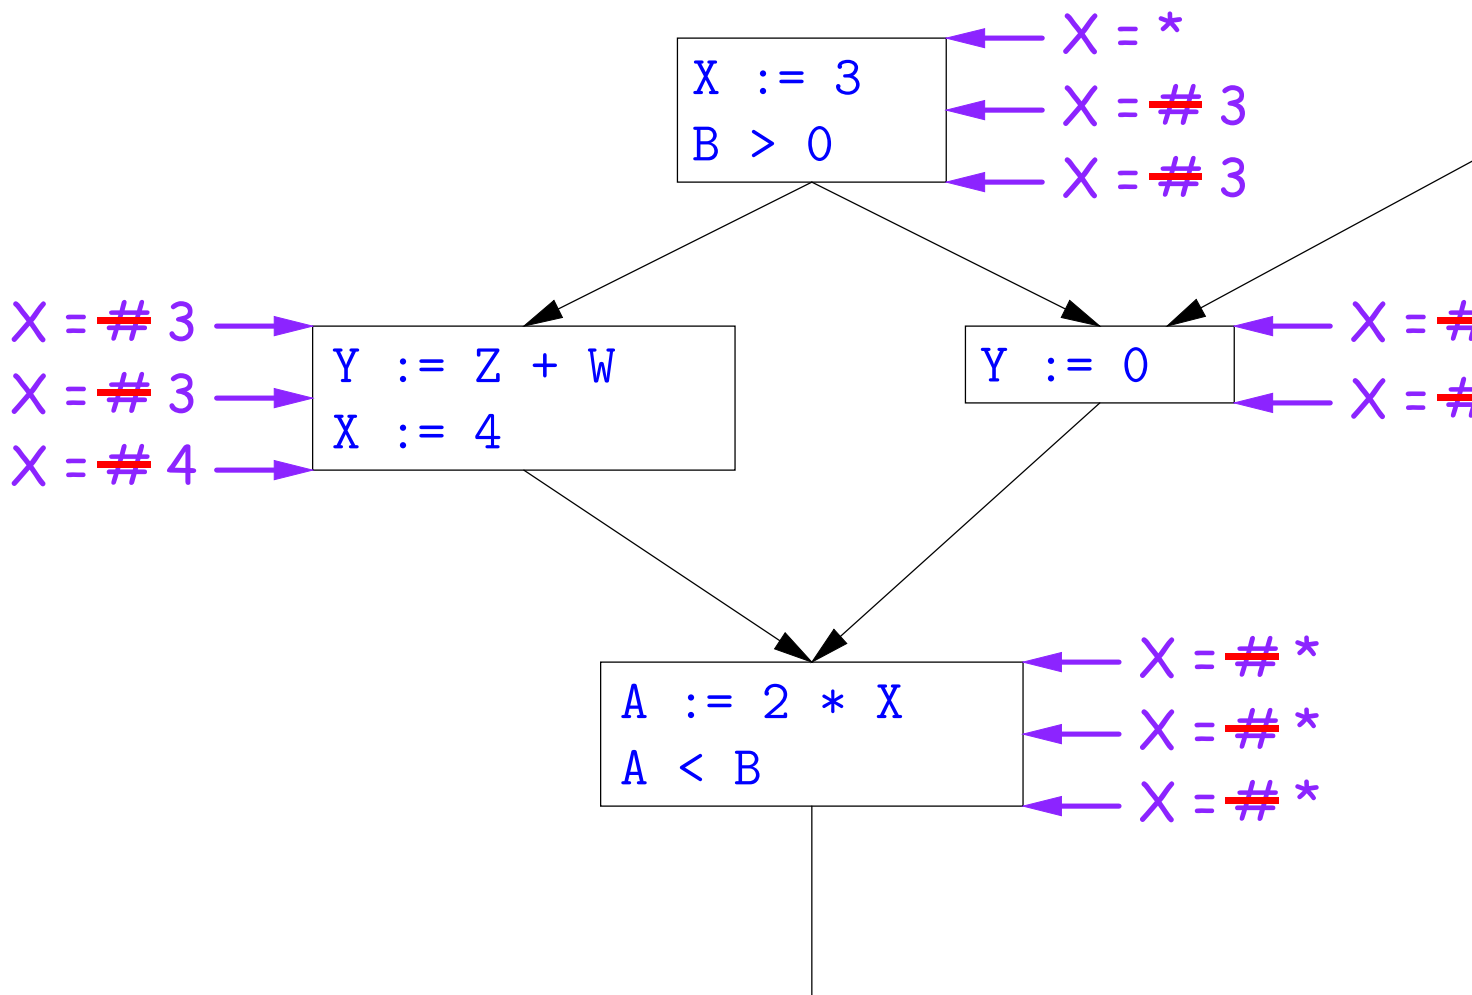 X = *
X := 3
X = # 3
B > 0
X = # 3
X = # 3
Y := Z + W
X = # 3
X := 4
X = # 4
Y := 0
X = #
X = #
A := 2 * X
A < B
X = # *
X = # *
X = # *